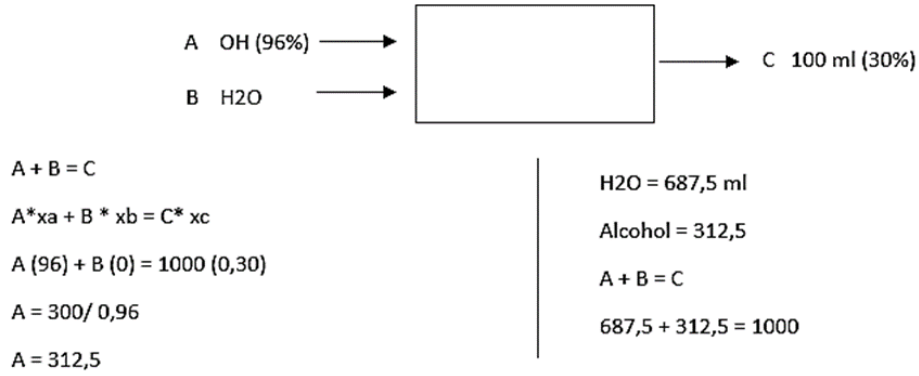 A OH (96%)
B H2O
C 100 ml (30%)
A + B = C
A*xa + B * xb = C* xc
A (96) + B (0) = 1000 (0,30)
A = 300/ 0,96
A = 312,5
H2O = 687,5 ml
Alcohol = 312,5
A + B = C
687,5 + 312,5 = 1000